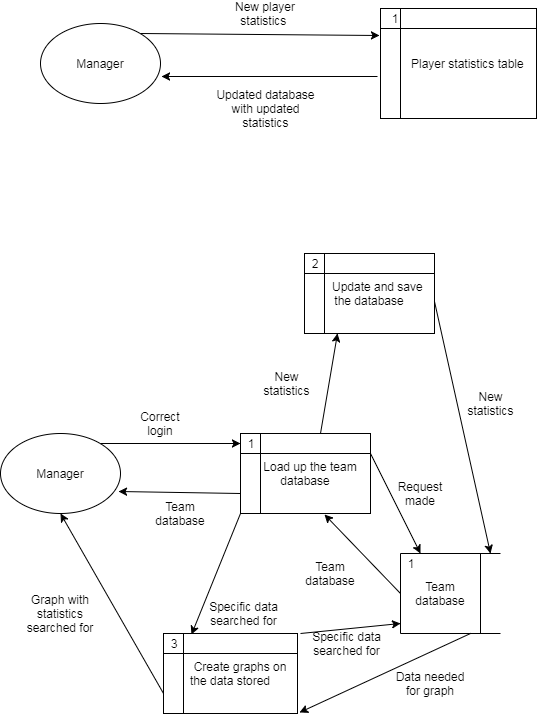 New player
statistics
1
Manager
Player statistics table
Updated database
with updated
statistics
2
Update and save
the database
New
statistics
New
statistics
Correct
login
1
Manager
Load up the team
database
Request
made
Team
database
1
Team
database
Team
database
Graph with
statistics
searched for
Specific data
searched for
Specific data
searched for
3
Create graphs on
the data stored
Data needed
for graph